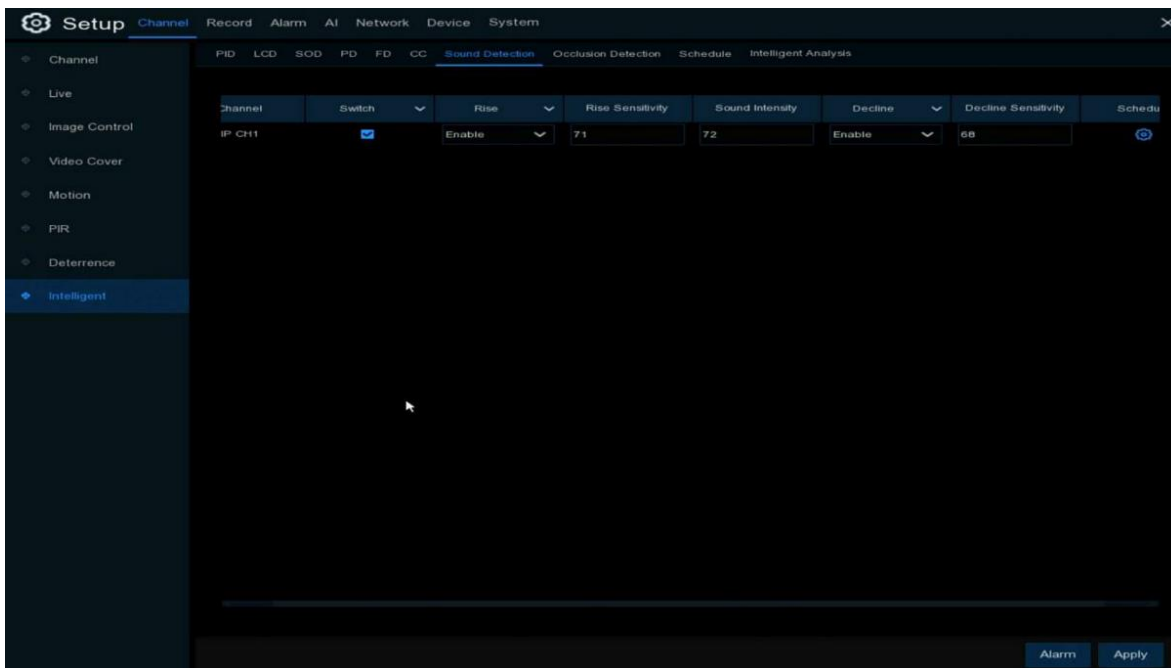 Setup Channel Record Alarm AI Network Device System
PID LCD SOD PD FD CC Sound Detection Occlusion Detection Schedule Intelligent Analysis
Channel
Live
Image Control
Video Cover
Motion
PIR
Deterrence
Intelligent
Channel Switch Rise Rise Sensitivity Sound Intensity Decline Decline Sensitivity Schedu
IP CH1 Enable 71 72 Enable 68
Alarm Apply